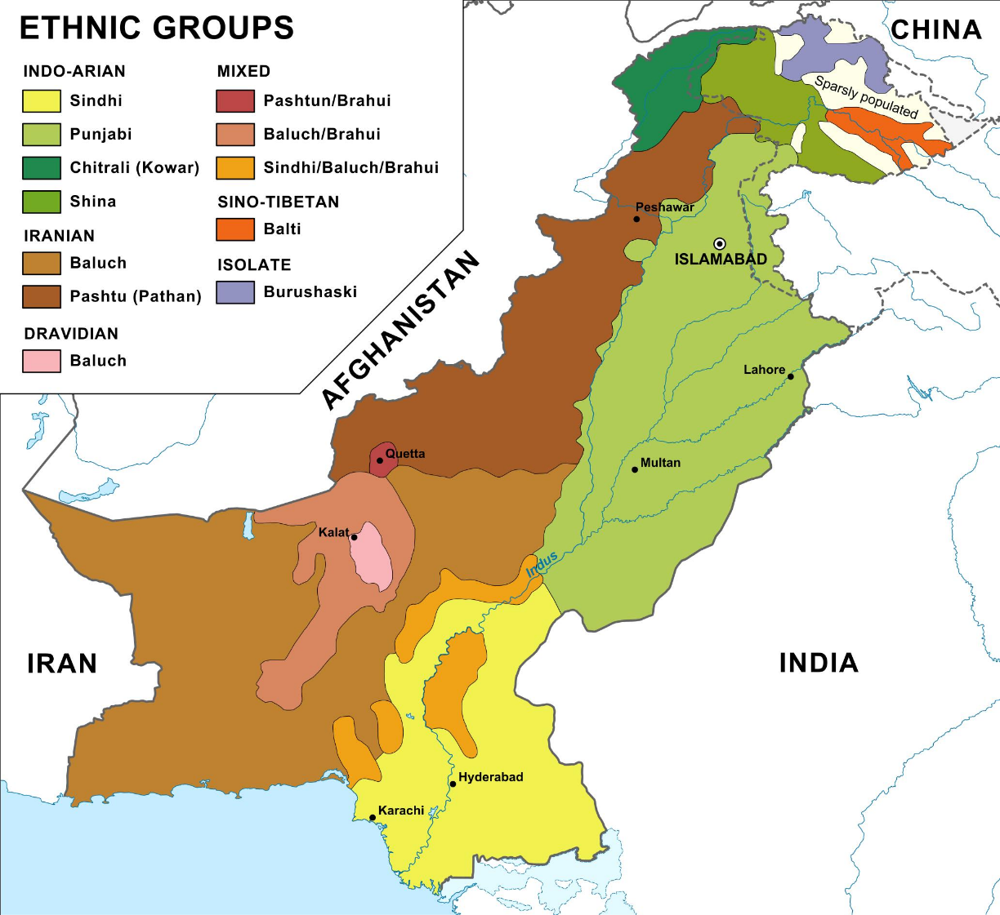 ETHNIC GROUPS
INDO-ARIAN
Sindhi
Punjabi
Chitrali (Kowar)
Shina
IRANIAN
Baluch
Pashtu (Pathan)
DRAVIDIAN
Baluch
MIXED
Pashtun/Brahui
Baluch/Brahui
Sindhi/Baluch/Brahui
SINO-TIBETAN
Balti
ISOLATE
Burushaski
CHINA
Sparsly populated
Peshawar
ISLAMABAD
AFGHANISTAN
Lahore
Quetta
Multan
Kalat
Indus
IRAN
INDIA
Hyderabad
Karachi